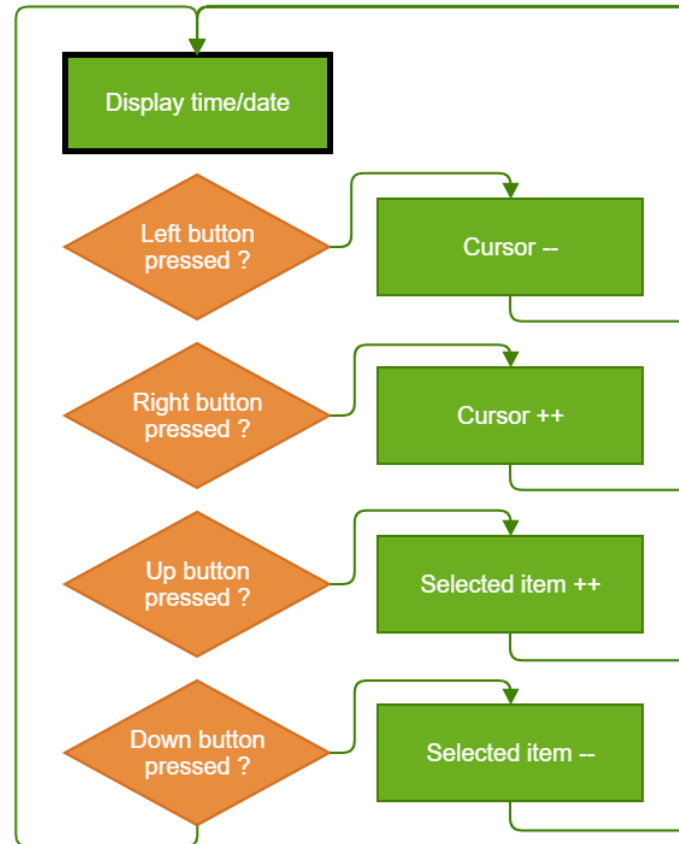 Display time/date
Left button
pressed ?
Cursor --
Right button
pressed ?
Cursor ++
Up button
pressed ?
Selected item ++
Down button
pressed ?
Selected item --